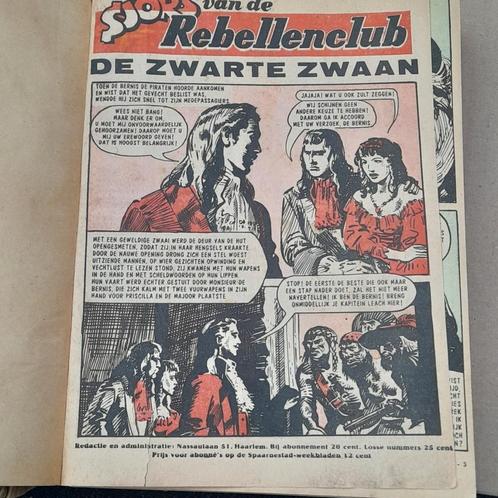 SJORS van de
Rebellenclub
DE ZWARTE ZWAAN
TOEN DE BERNIS DE PIRATEN HOORDE AANKOMEN
EN WIST DAT HET GEVECHT BESLIST WAS,
WENDDE HIJ ZICH SNEL TOT ZIJN MEDEPASSAGIERS
WEES NIET BANG!
MAAR DENK ER OM,
U MOET MIJ ONVOORWAARDELIJK
GEHOORZAMEN! DAAROP MOET U
MIJ UW EREWOORD GEVEN!
DAT IS HOOGST BELANGRIJK!
JAJAJA! WAT U OOK ZULT ZEGGEN!
WIJ SCHIJNEN GEEN
ANDERE KEUZE TE HEBBEN!
DAAROM GA IK ACCOORD
MET UW VERZOEK, DE BERNIS
MET EEN GEWELDIGE ZWAAI WERD DE DEUR VAN DE HUT
OPENGESMETEN, ZODAT ZIJ IN HAAR HENGSELS KRAAKTE
DOOR DE NAUWE OPENING DRONG ZICH EEN STEL WOEST
UITZIENDE MANNEN, OP WIER GEZICHTEN OPWINDING EN
VECHTLUST TE LEZEN STOND, ZIJ KWAMEN MET HUN WAPENS
IN DE HAND EN MET SCHELDWOORDEN OP HUN LIPPEN
HUN VAART WERD ECHTER GESTUIT DOOR MONSIEUR DE
BERNIS, DIE ZICH KALM MET TWEE VUURWAPENS IN ZIJN
HAND VOOR PRISCILLA EN DE MAJOOR PLAATSTE
STOP! DE EERSTE DE BESTE DIE OOK MAAR
EEN STAP NADER DOET, ZAL HET NIET MEER
NAVERTELLEN! IK BEN DE BERNIS! BRENG
ONMIDDELLIJK JE KAPITEIN LEACH HIER!
Redactie en administratie: Nassaulaan 51, Haarlem. Bij abonnement 20 cent. Losse nummers 25 cent
Prijs voor abonné's op de Spaarnestad-weekbladen 12 cent